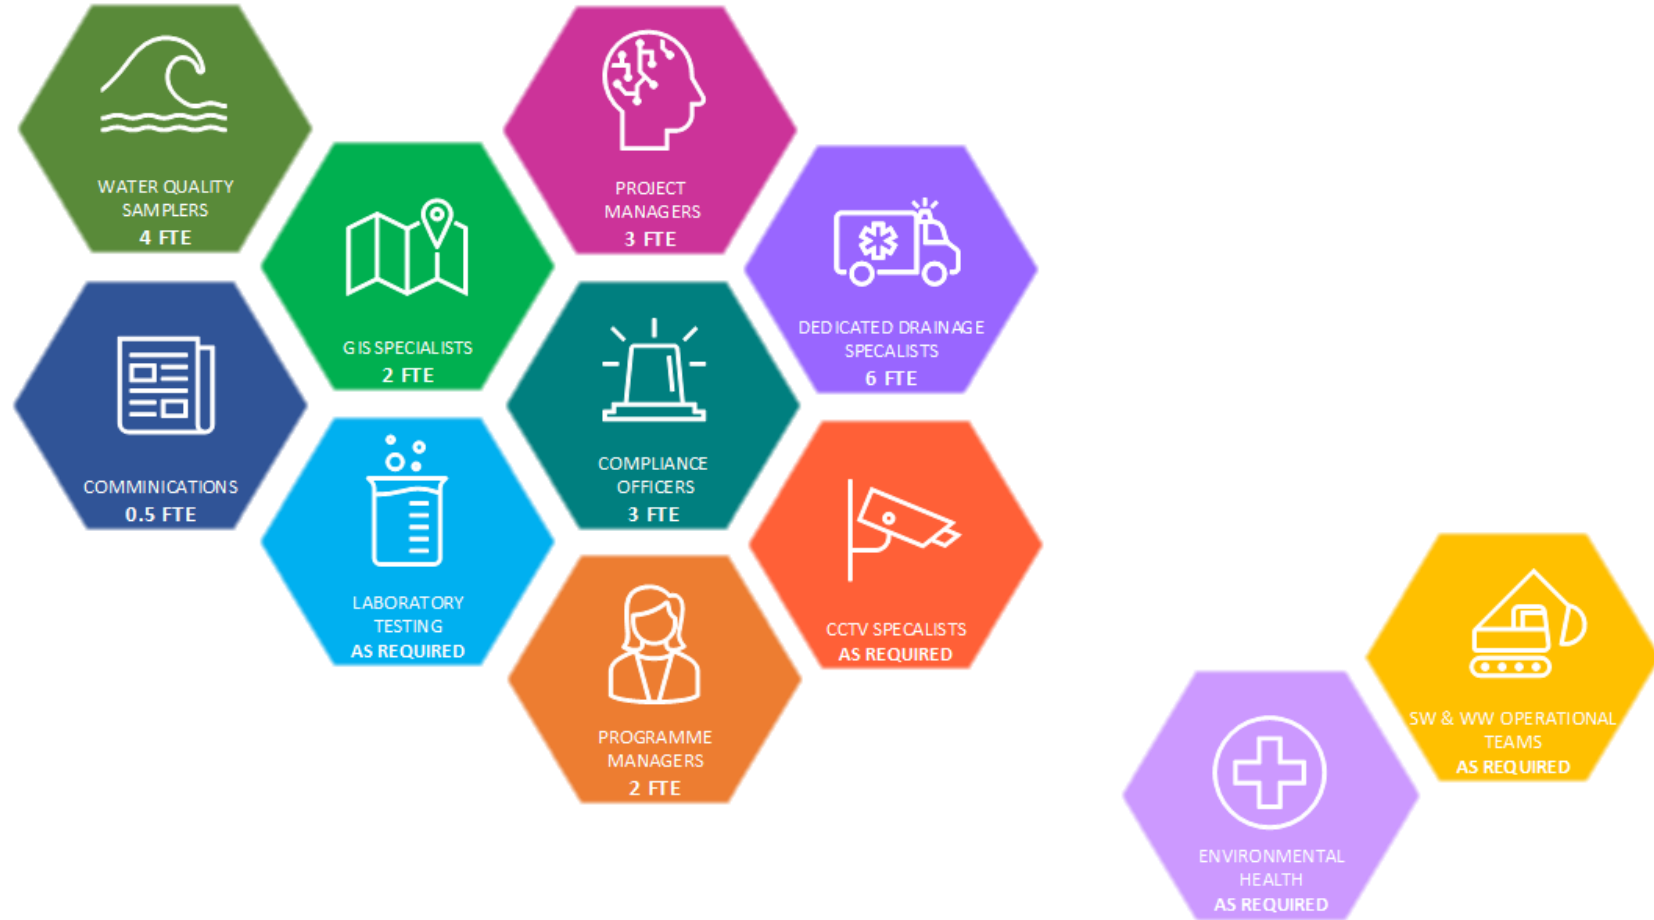 WATER QUALITY
SAMPLERS
4 FTE
PROJECT
MANAGERS
3 FTE
GIS SPECIALISTS
2 FTE
DEDICATED DRAINAGE
SPECALISTS
6 FTE
COMMINICATIONS
0.5 FTE
COMPLIANCE
OFFICERS
3 FTE
LABORATORY
TESTING
AS REQUIRED
CCTV SPECALISTS
AS REQUIRED
PROGRAMME
MANAGERS
2 FTE
SW & WW OPERATIONAL
TEAMS
AS REQUIRED
ENVIRONMENTAL
HEALTH
AS REQUIRED